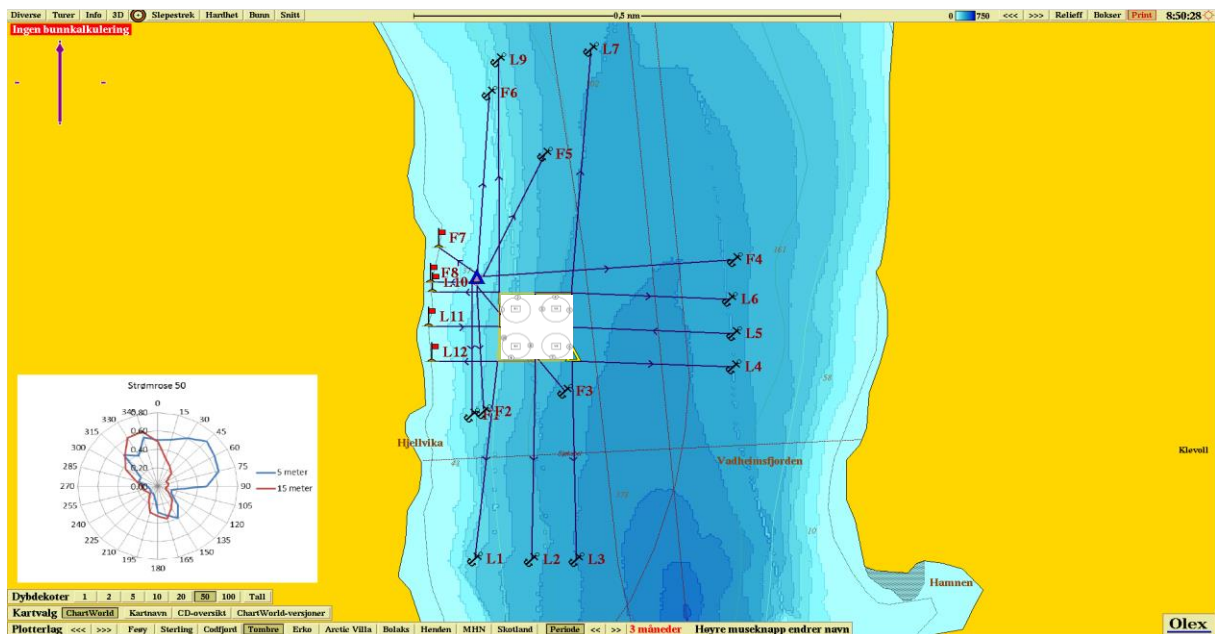 Diverse Turer Info 3D Slepestrek Hardhet Bunn Snitt 0,5 nm 0 750 <<< >>> Relieff Bokser Print 8:50:28
Ingen bunnkalkulering
L9
L7
F6
F5
F7
F4
F8
L10
L6
L11
L5
L12
L4
F3
F2
Hjellvika
Vadheimsfjorden
Klevoll
L1
L2
L3
Hamnen
Strømrose 50
0
345 15
330 30
315 45
300 60
285 75
270 90
255 105
240 120
225 135
210 150
195 165
180
0.80
0.60
0.40
0.20
0.00
5 meter
15 meter
Dybdekoter 1 2 5 10 20 50 100 Tall
Kartvalg ChartWorld Kartnavn CD-oversikt ChartWorld-versjoner
Plotterlag <<< >>> Feøy Sterling Codfjord Tombre Erko Arctic Villa Bolaks Henden MHN Skotland Periode << >> 3 måneder Høyre museknapp endrer navn
Olex